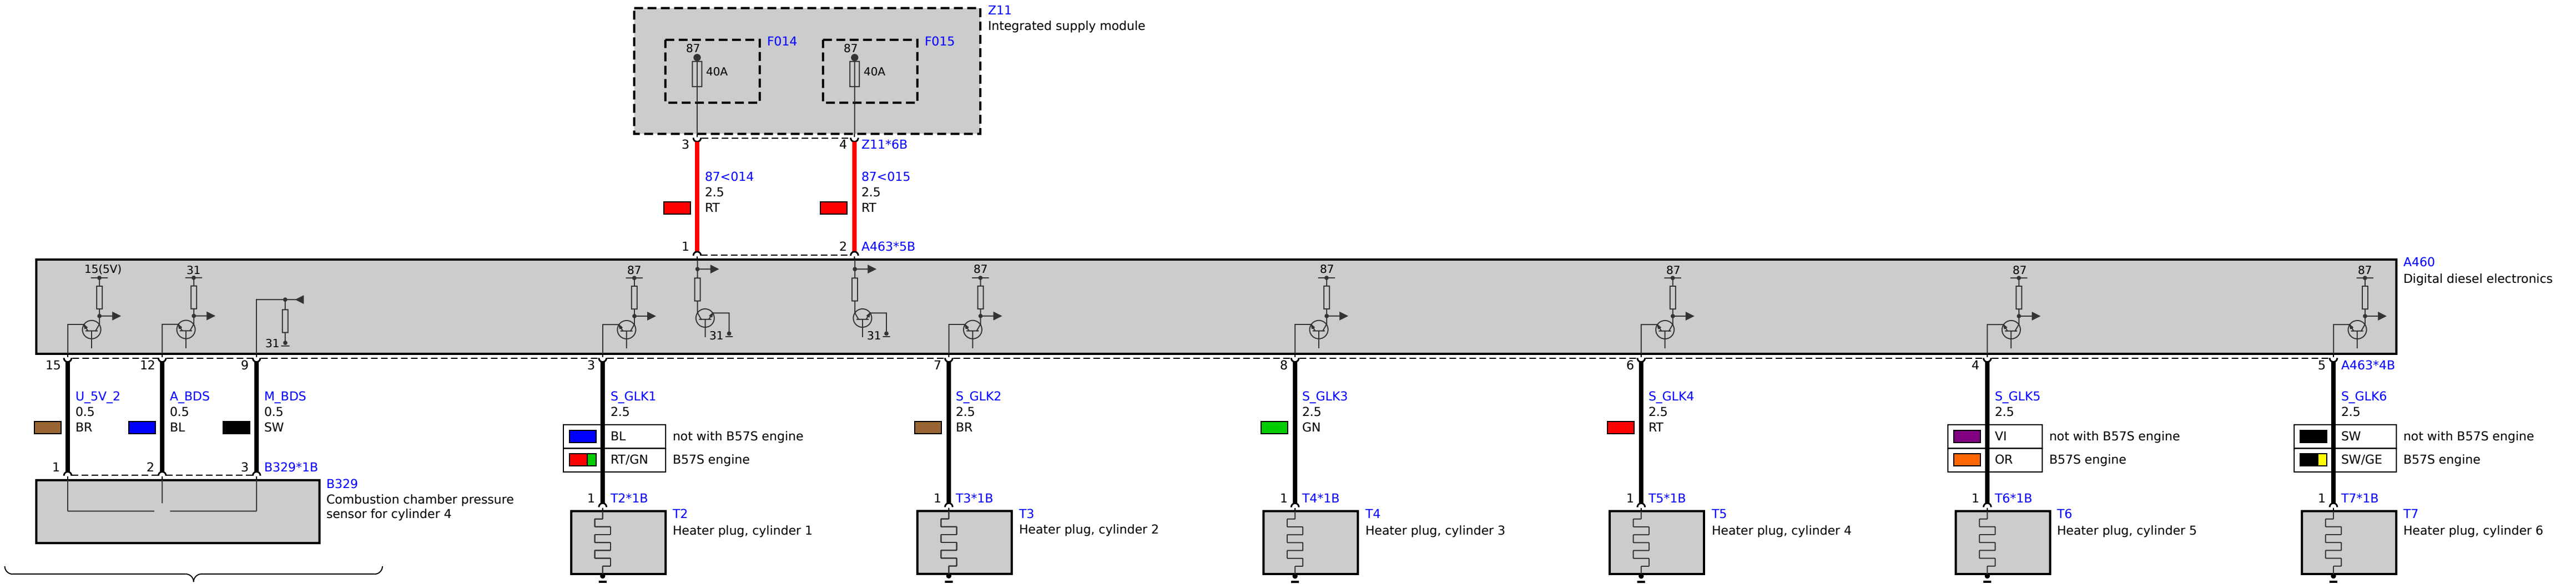 Z11
Integrated supply module
87 F014 87 F015
40A 40A
3 4 Z11*6B
87<014 87<015
2.5 2.5
RT RT
1 2 A463*5B
A460
Digital diesel electronics
15(5V) 31 87 87 87 87 87 87
31 31 31
15 12 9 3 7 8 6 4 5 A463*4B
U_5V_2 A_BDS M_BDS S_GLK1 S_GLK2 S_GLK3 S_GLK4 S_GLK5 S_GLK6
0.5 0.5 0.5 2.5 2.5 2.5 2.5 2.5 2.5
BR BL SW BR GN RT
BL not with B57S engine VI not with B57S engine SW not with B57S engine
RT/GN B57S engine OR B57S engine SW/GE B57S engine
1 2 3 B329*1B
B329
Combustion chamber pressure
sensor for cylinder 4
1 T2*1B 1 T3*1B 1 T4*1B 1 T5*1B 1 T6*1B 1 T7*1B
T2 T3 T4 T5 T6 T7
Heater plug, cylinder 1 Heater plug, cylinder 2 Heater plug, cylinder 3 Heater plug, cylinder 4 Heater plug, cylinder 5 Heater plug, cylinder 6